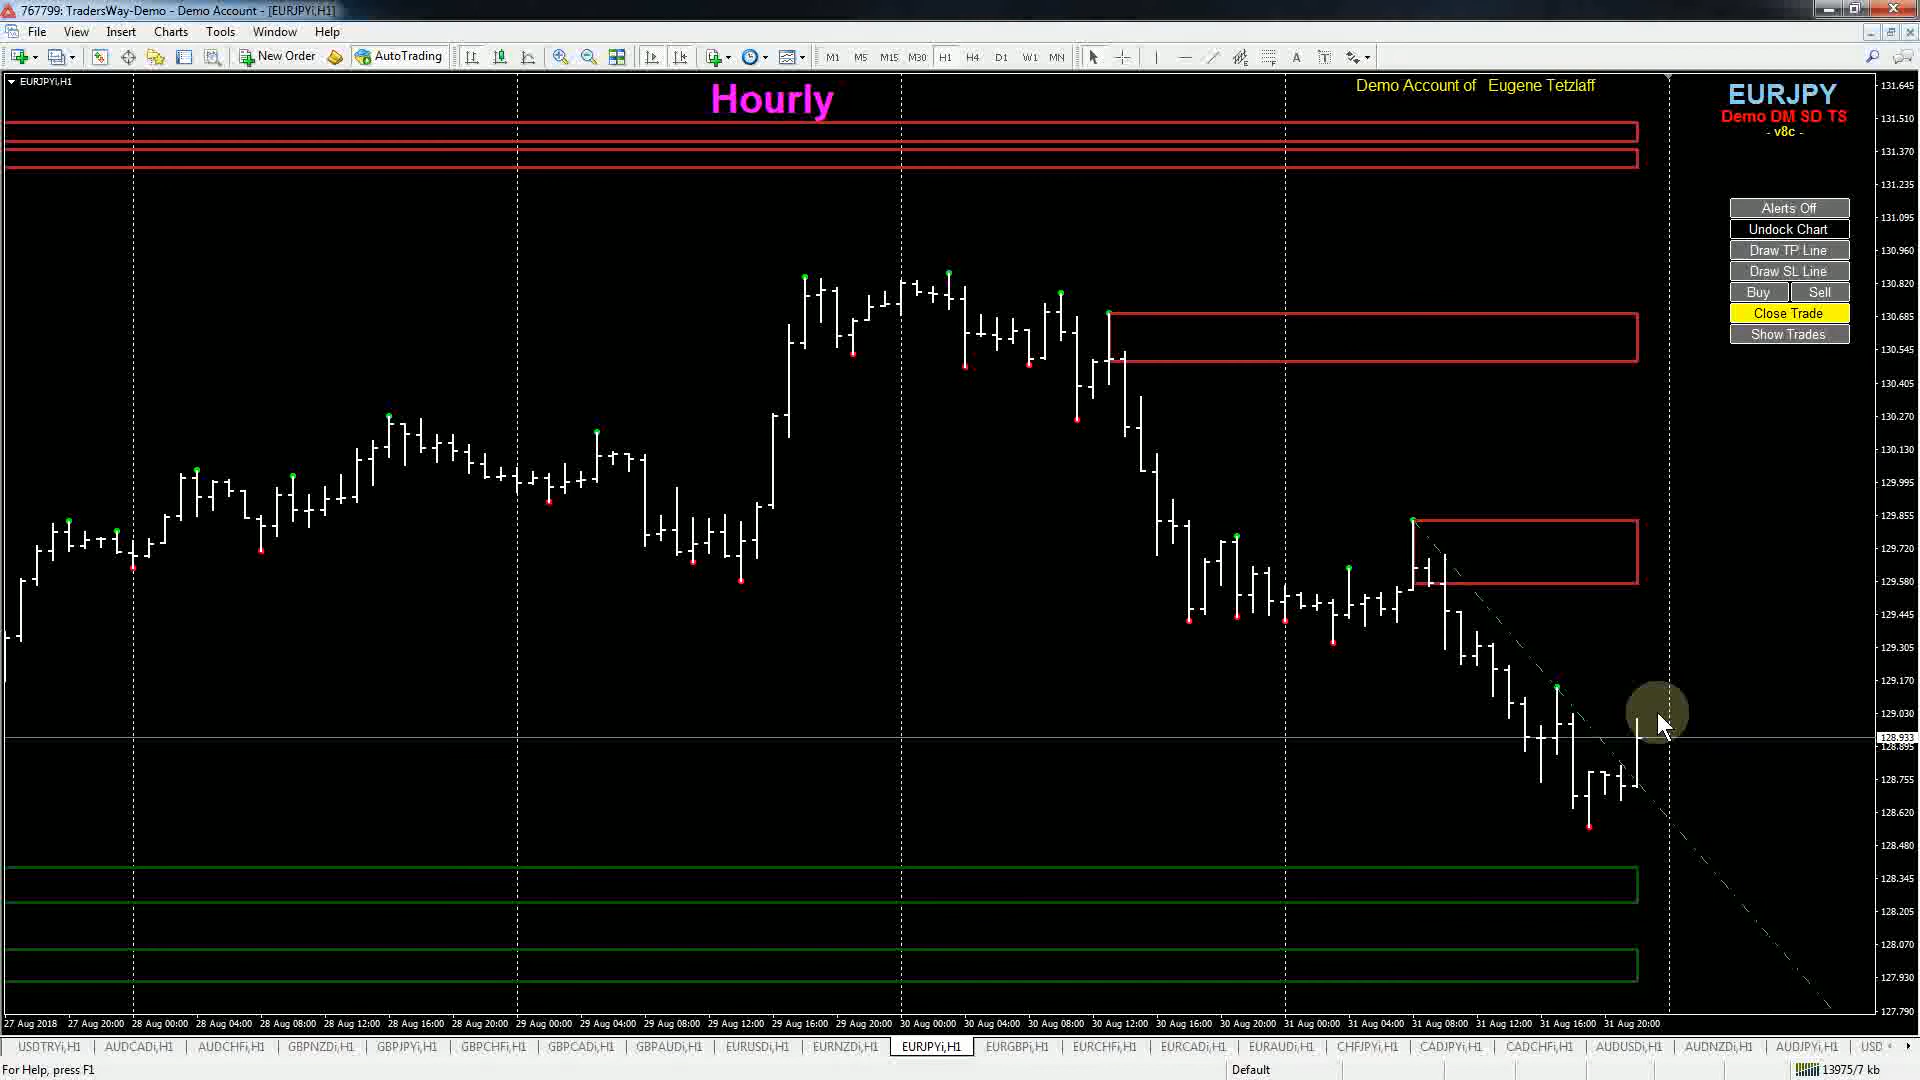 767799: TradersWay-Demo - Demo Account - [EURJPYi,H1]
File View Insert Charts Tools Window Help
New Order AutoTrading M1 M5 M15 M30 H1 H4 D1 W1 MN A T
EURJPYi,H1
Hourly
Demo Account of Eugene Tetzlaff
EURJPY
Demo DM SD TS
- v8c -
Alerts Off
Undock Chart
Draw TP Line
Draw SL Line
Buy Sell
Close Trade
Show Trades
131.645
131.510
131.370
131.235
131.095
130.960
130.820
130.685
130.545
130.405
130.270
130.130
129.995
129.855
129.720
129.580
129.445
129.305
129.170
129.030
128.933
128.895
128.755
128.620
128.480
128.345
128.205
128.070
127.930
127.790
27 Aug 2018 27 Aug 20:00 28 Aug 00:00 28 Aug 04:00 28 Aug 08:00 28 Aug 12:00 28 Aug 16:00 28 Aug 20:00 29 Aug 00:00 29 Aug 04:00 29 Aug 08:00 29 Aug 12:00 29 Aug 16:00 29 Aug 20:00 30 Aug 00:00 30 Aug 04:00 30 Aug 08:00 30 Aug 12:00 30 Aug 16:00 30 Aug 20:00 31 Aug 00:00 31 Aug 04:00 31 Aug 08:00 31 Aug 12:00 31 Aug 16:00 31 Aug 20:00
USDTRYi,H1 AUDCADi,H1 AUDCHFi,H1 GBPNZDi,H1 GBPJPYi,H1 GBPCHFi,H1 GBPCADi,H1 GBPAUDi,H1 EURUSDi,H1 EURNZDi,H1 EURJPYi,H1 EURGBPi,H1 EURCHFi,H1 EURCADi,H1 EURAUDi,H1 CHFJPYi,H1 CADJPYi,H1 CADCHFi,H1 AUDUSDi,H1 AUDNZDi,H1 AUDJPYi,H1 USD
For Help, press F1 Default 13975/7 kb